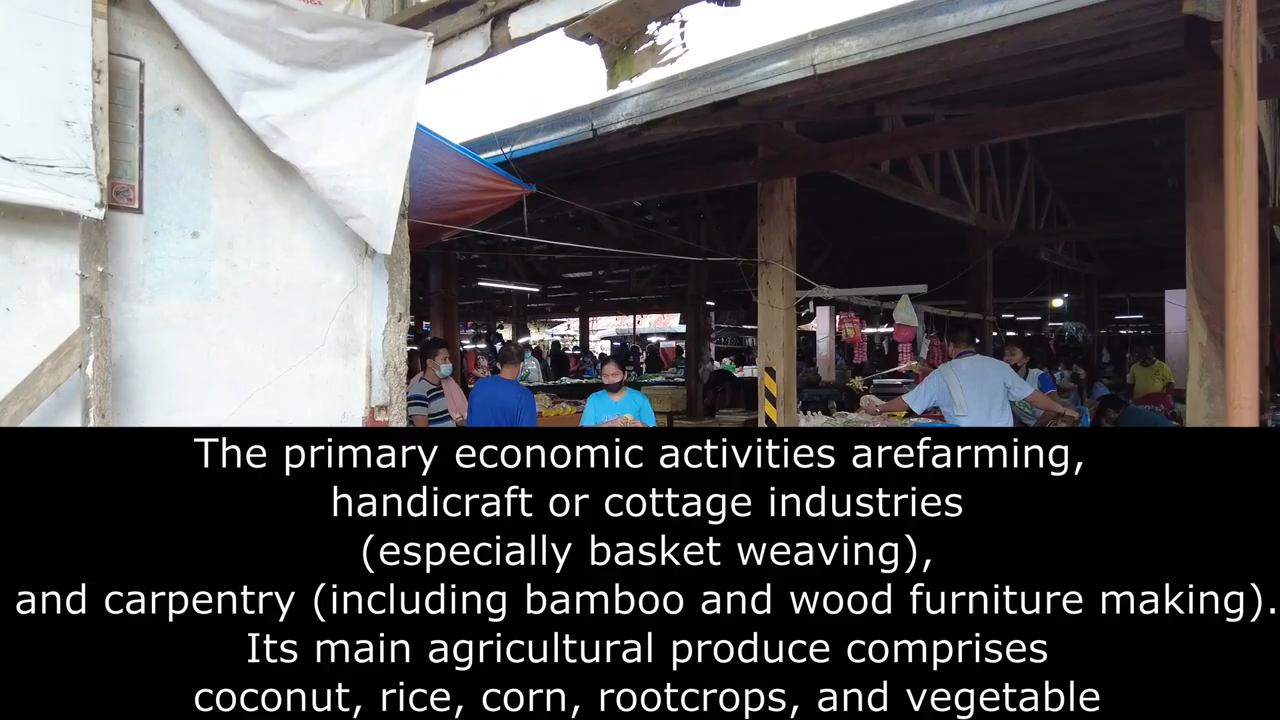 The primary economic activities arefarming,
handicraft or cottage industries
(especially basket weaving),
and carpentry (including bamboo and wood furniture making).
Its main agricultural produce comprises
coconut, rice, corn, rootcrops, and vegetable